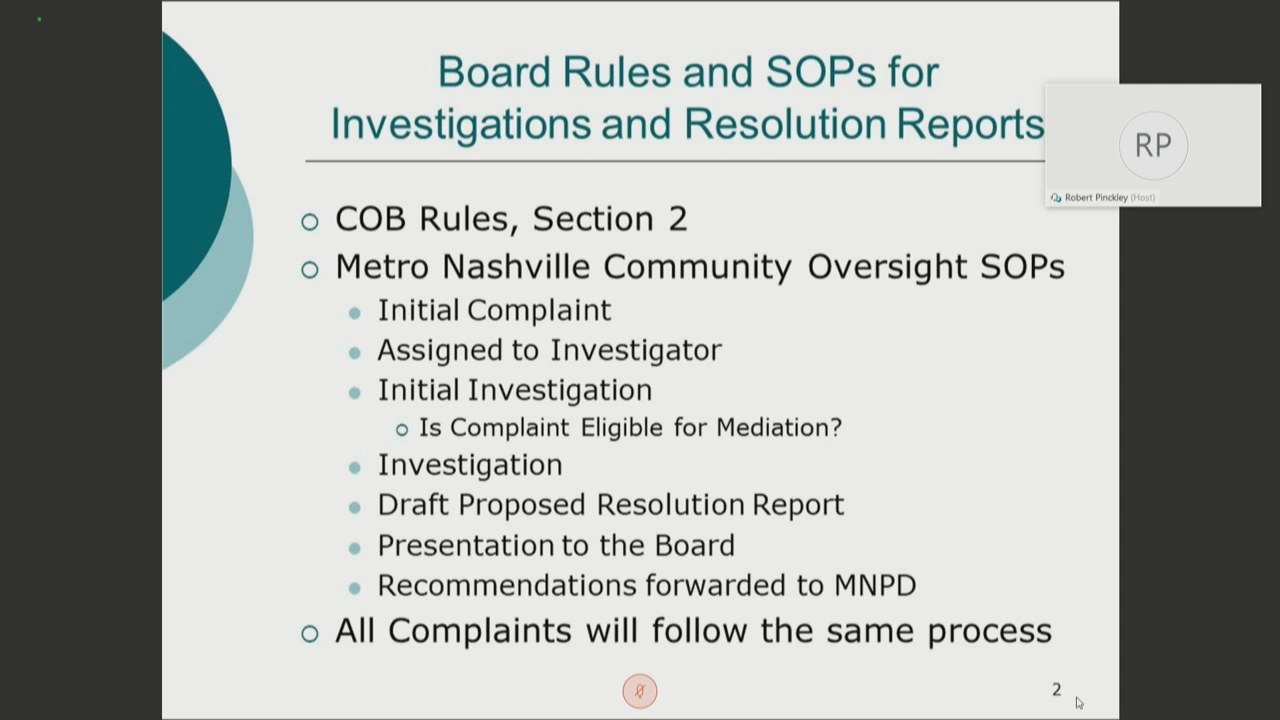 Board Rules and SOPs for
Investigations and Resolution Reports
RP
Robert Pinckley (Host)
COB Rules, Section 2
Metro Nashville Community Oversight SOPs
Initial Complaint
Assigned to Investigator
Initial Investigation
Is Complaint Eligible for Mediation?
Investigation
Draft Proposed Resolution Report
Presentation to the Board
Recommendations forwarded to MNPD
All Complaints will follow the same process
2